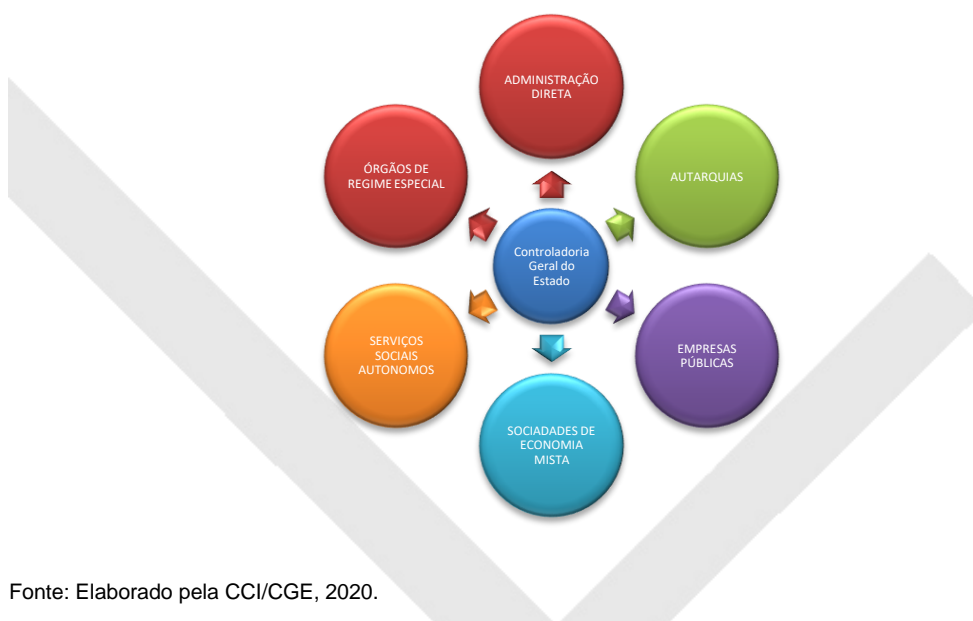 ADMINISTRAÇÃO
DIRETA
ÓRGÃOS DE
REGIME ESPECIAL
AUTARQUIAS
Controladoria
Geral do
Estado
SERVIÇOS
SOCIAIS
AUTONOMOS
EMPRESAS
PÚBLICAS
SOCIADADES DE
ECONOMIA
MISTA
Fonte: Elaborado pela CCI/CGE, 2020.